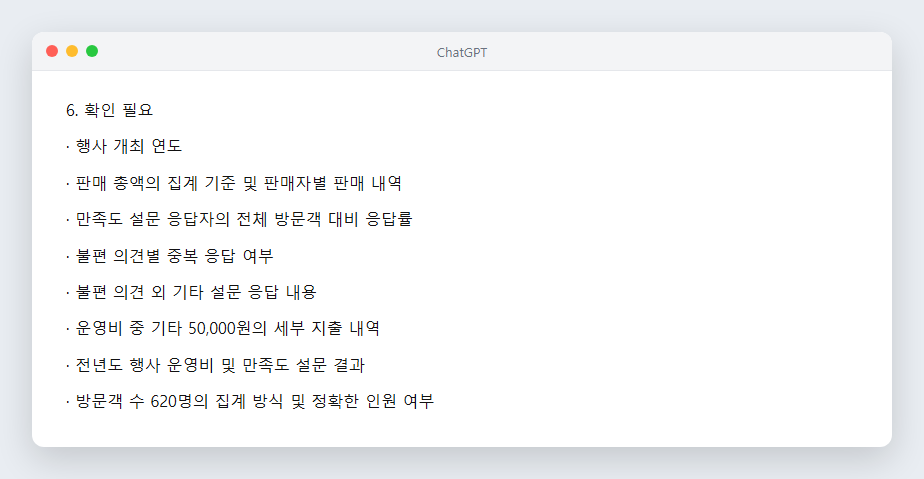 ChatGPT
6. 확인 필요
· 행사 개최 연도
· 판매 총액의 집계 기준 및 판매자별 판매 내역
· 만족도 설문 응답자의 전체 방문객 대비 응답률
· 불편 의견별 중복 응답 여부
· 불편 의견 외 기타 설문 응답 내용
· 운영비 중 기타 50,000원의 세부 지출 내역
· 전년도 행사 운영비 및 만족도 설문 결과
· 방문객 수 620명의 집계 방식 및 정확한 인원 여부